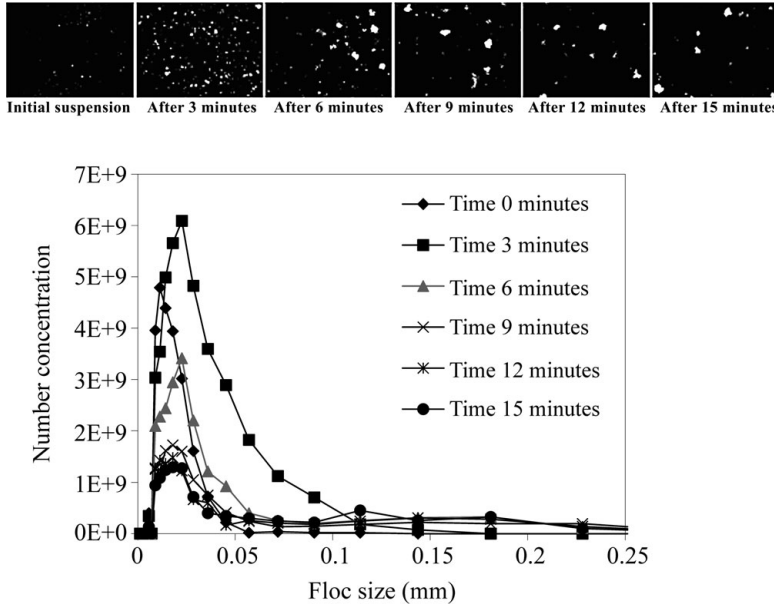 Initial suspension After 3 minutes After 6 minutes After 9 minutes After 12 minutes After 15 minutes
7E+9
6E+9
5E+9
4E+9
3E+9
2E+9
1E+9
0E+0
Number concentration
Time 0 minutes
Time 3 minutes
Time 6 minutes
Time 9 minutes
Time 12 minutes
Time 15 minutes
0 0.05 0.1 0.15 0.2 0.25
Floc size (mm)